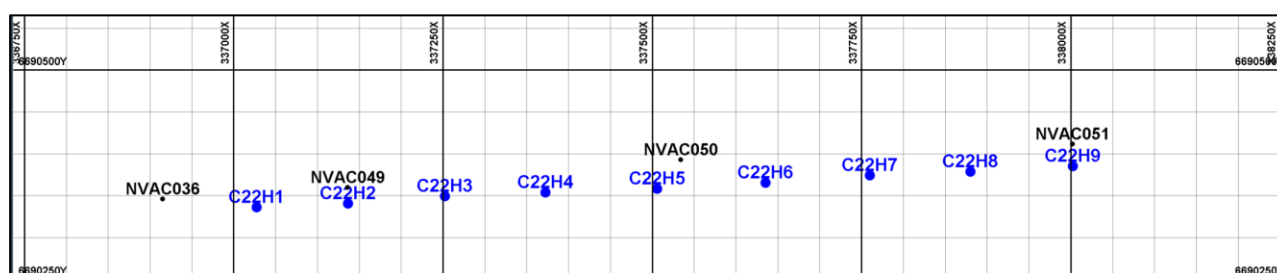 336750X
337000X
337250X
337500X
337750X
338000X
338250X
6690500Y
6690500
NVAC051
NVAC050
C22H9
C22H8
C22H7
C22H6
C22H5
C22H4
C22H3
NVAC049
C22H2
NVAC036
C22H1
6690250Y
6690250